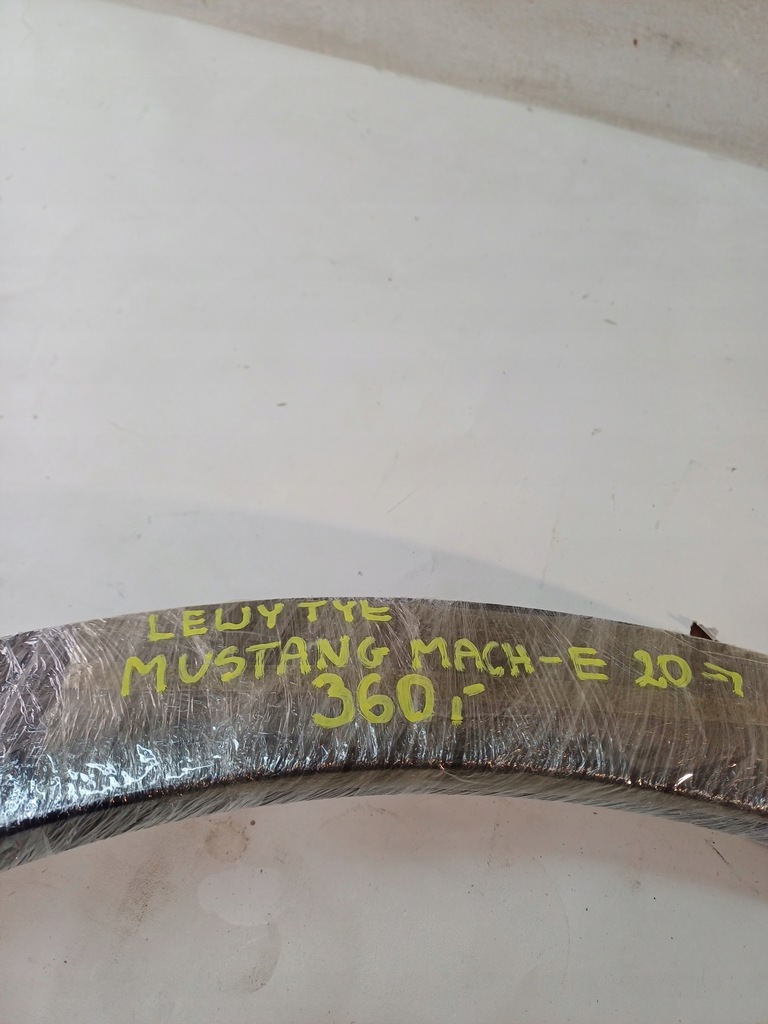 LEWY TYŁ
MUSTANG MACH-E 20->
360,-